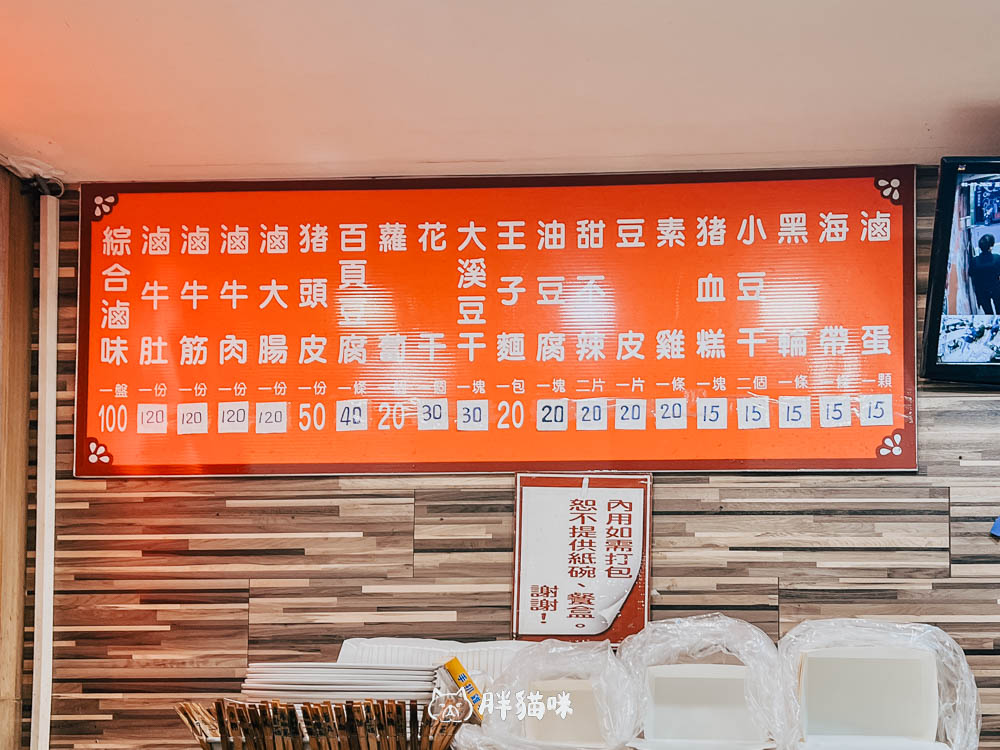 滷蛋 一顆 15
海帶 一條 15
黑輪 一條 15
小豆干 二個 15
豬血糕 一塊 15
素雞 一條 20
豆皮 一片 20
甜不辣 二片 20
油豆腐 一塊 20
王子麵 一包 20
大溪豆干 一塊 30
花干 一個 30
蘿蔔 一個 20
百頁豆腐 一條 40
豬頭皮 一份 50
滷大腸 一份 120
滷牛肉 一份 120
滷牛筋 一份 120
滷牛肚 一份 120
綜合滷味 一盤 100
內用如需打包
恕不提供紙碗、餐盒。
謝謝!
胖貓咪